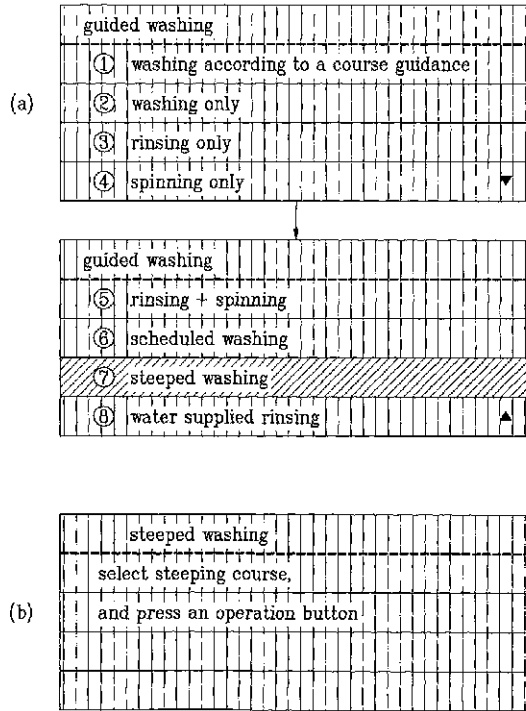 (a)
guided washing
① washing according to a course guidance
② washing only
③ rinsing only
④ spinning only ▼
guided washing
⑤ rinsing + spinning
⑥ scheduled washing
⑦ steeped washing
⑧ water supplied rinsing ▲
(b)
steeped washing
select steeping course,
and press an operation button